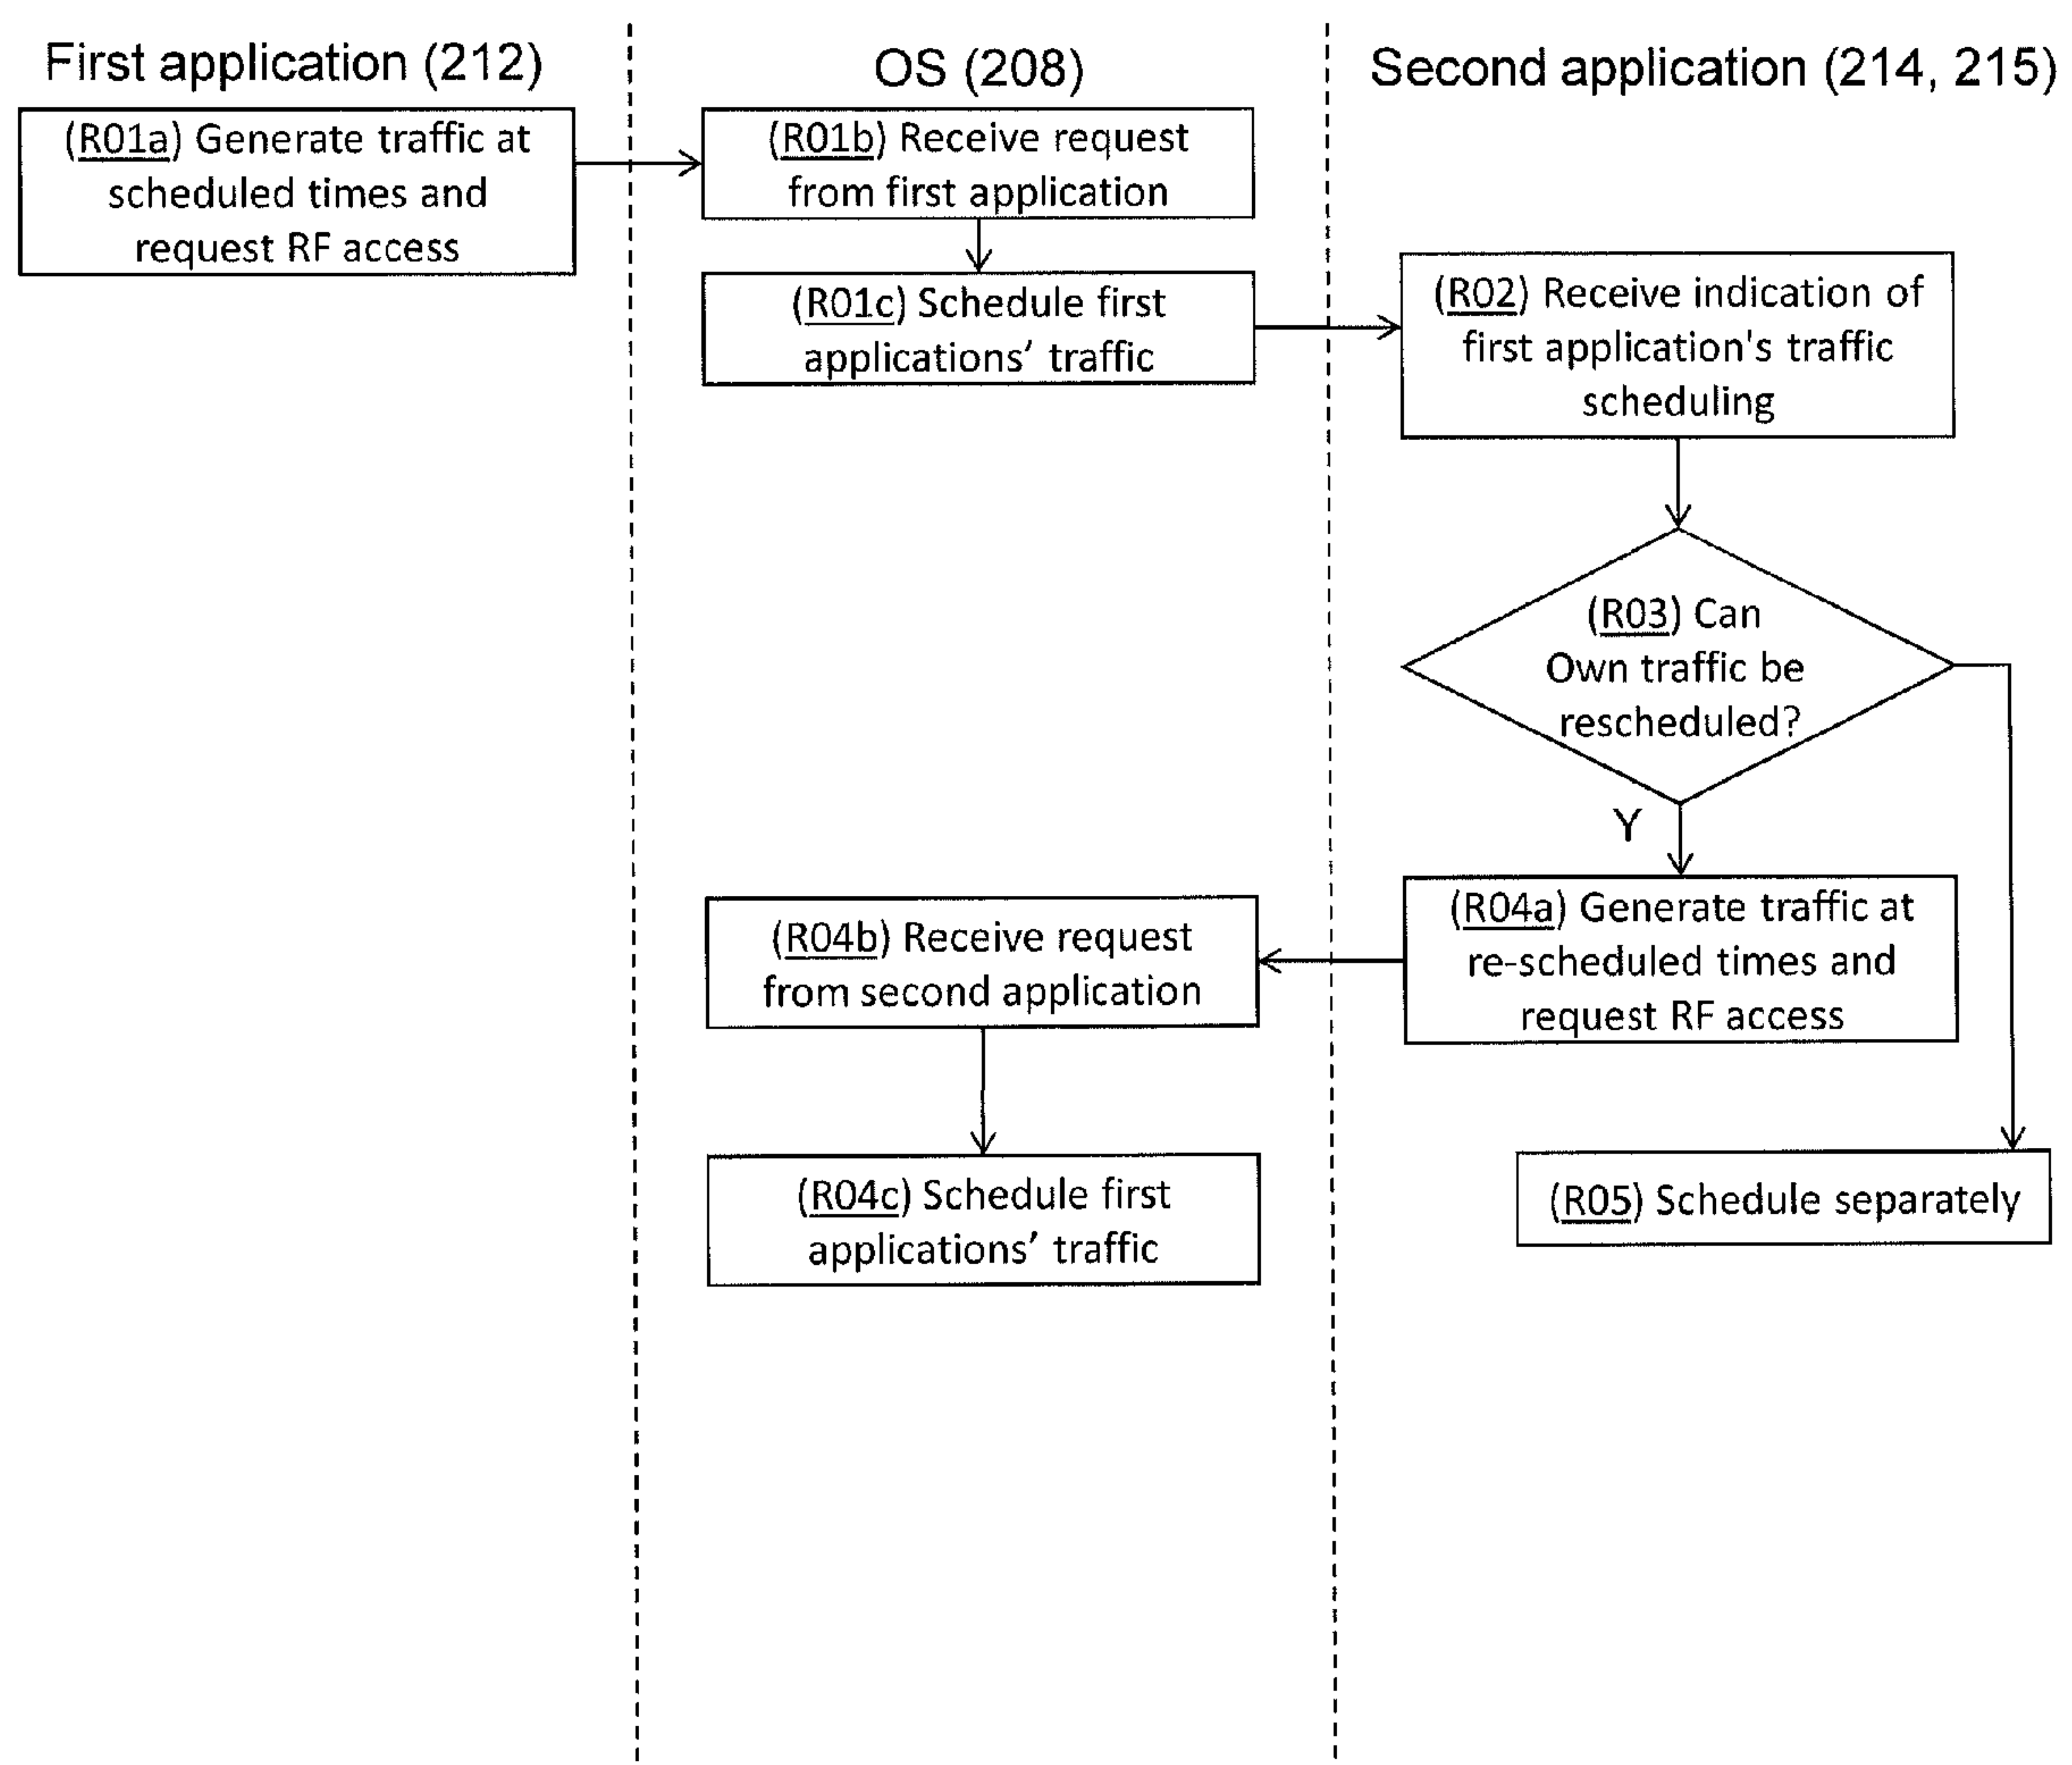 First application (212)
OS (208)
Second application (214, 215)
(R01a) Generate traffic at
scheduled times and
request RF access
(R01b) Receive request
from first application
(R01c) Schedule first
applications’ traffic
(R02) Receive indication of
first application's traffic
scheduling
(R03) Can
Own traffic be
rescheduled?
Y
(R04a) Generate traffic at
re-scheduled times and
request RF access
(R04b) Receive request
from second application
(R04c) Schedule first
applications’ traffic
(R05) Schedule separately